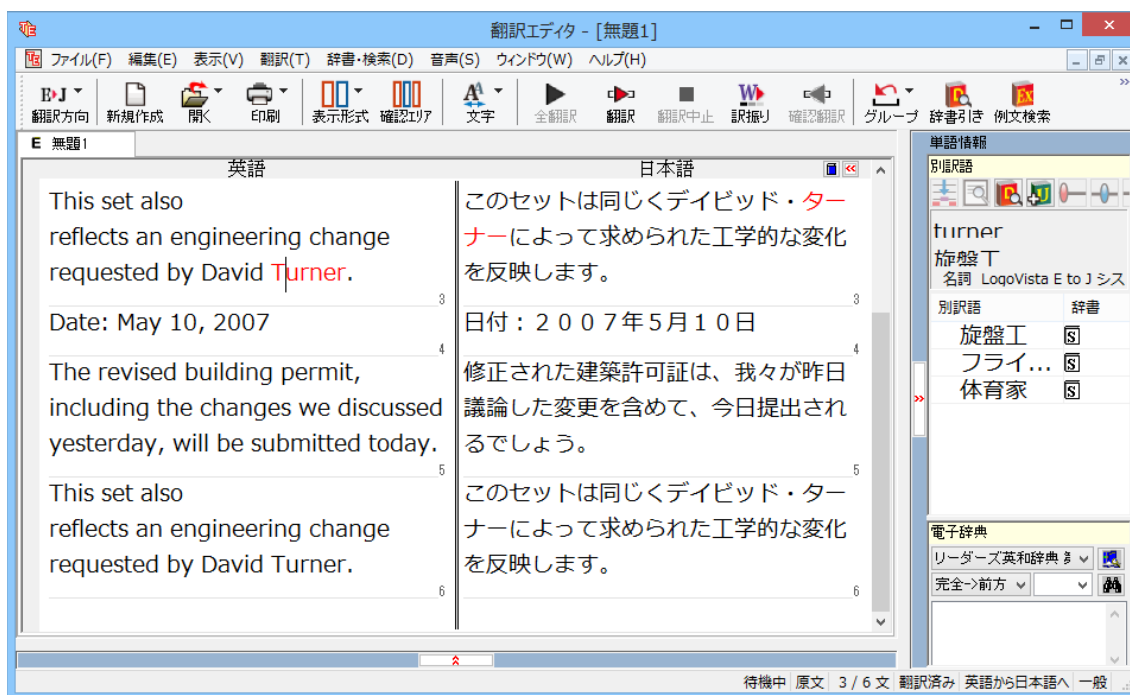 翻訳エディタ - [無題1]
ファイル(F) 編集(E) 表示(V) 翻訳(T) 辞書・検索(D) 音声(S) ウィンドウ(W) ヘルプ(H)
E▸J
翻訳方向 新規作成 開く 印刷 表示形式 確認エリア 文字 全翻訳 翻訳 翻訳中止 訳振り 確認翻訳 グループ 辞書引き 例文検索
E 無題1
英語 日本語
This set also
reflects an engineering change
requested by David Turner.
3
このセットは同じくデイビッド・ター
ナーによって求められた工学的な変化
を反映します。
3
Date: May 10, 2007
4
日付：２００７年５月１０日
4
The revised building permit,
including the changes we discussed
yesterday, will be submitted today.
5
修正された建築許可証は、我々が昨日
議論した変更を含めて、今日提出され
るでしょう。
5
This set also
reflects an engineering change
requested by David Turner.
6
このセットは同じくデイビッド・ター
ナーによって求められた工学的な変化
を反映します。
6
単語情報
別訳語
turner
旋盤工
名詞 LogoVista E to J シス
別訳語 辞書
旋盤工 S
フライ... S
体育家 S
電子辞典
リーダーズ英和辞典
完全->前方
待機中 原文 3 / 6 文 翻訳済み 英語から日本語へ 一般